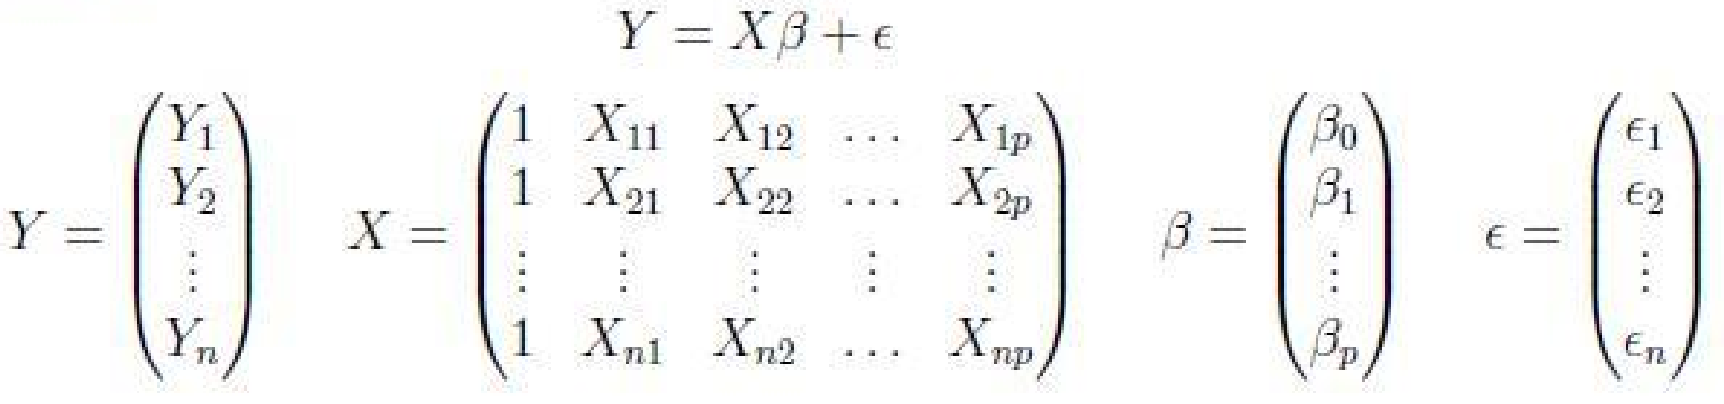 Y = Xβ + ϵ
Y = (Y₁ Y₂ ⋮ Yₙ) X = (1 X₁₁ X₁₂ … X₁ₚ 1 X₂₁ X₂₂ … X₂ₚ ⋮ ⋮ ⋮ ⋮ ⋮ 1 Xₙ₁ Xₙ₂ … Xₙₚ) β = (β₀ β₁ ⋮ βₚ) ϵ = (ϵ₁ ϵ₂ ⋮ ϵₙ)